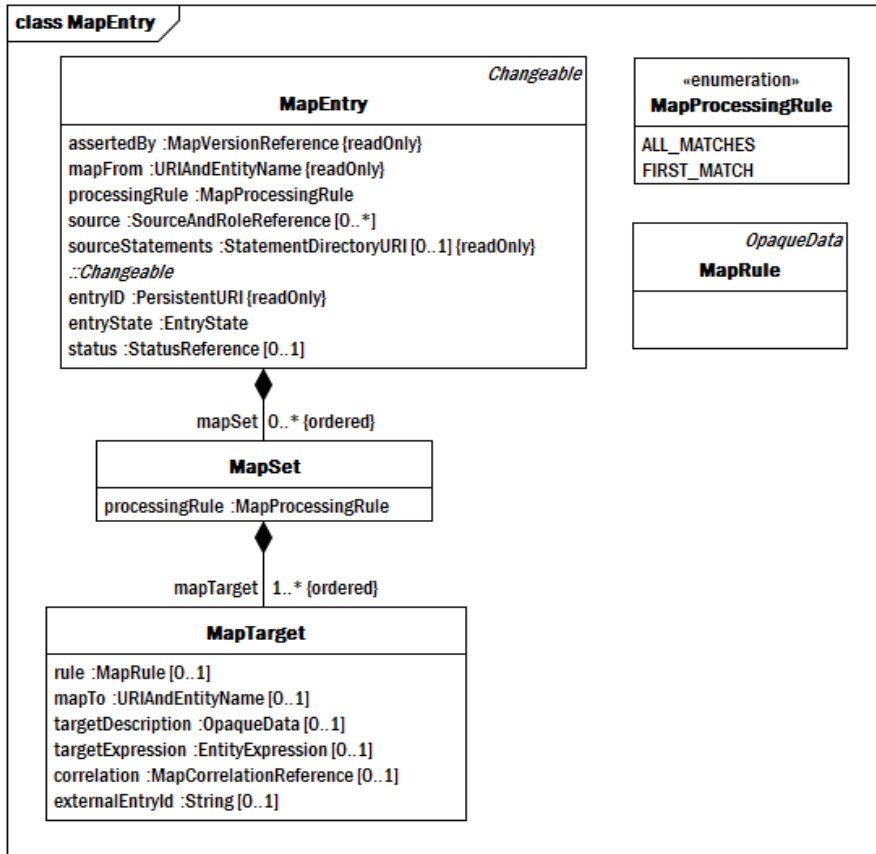 class MapEntry
Changeable
MapEntry
assertedBy :MapVersionReference {readOnly}
mapFrom :URIAndEntityName {readOnly}
processingRule :MapProcessingRule
source :SourceAndRoleReference [0..*]
sourceStatements :StatementDirectoryURI [0..1] {readOnly}
::Changeable
entryID :PersistentURI {readOnly}
entryState :EntryState
status :StatusReference [0..1]
«enumeration»
MapProcessingRule
ALL_MATCHES
FIRST_MATCH
OpaqueData
MapRule
mapSet 0..* {ordered}
MapSet
processingRule :MapProcessingRule
mapTarget 1..* {ordered}
MapTarget
rule :MapRule [0..1]
mapTo :URIAndEntityName [0..1]
targetDescription :OpaqueData [0..1]
targetExpression :EntityExpression [0..1]
correlation :MapCorrelationReference [0..1]
externalEntryId :String [0..1]